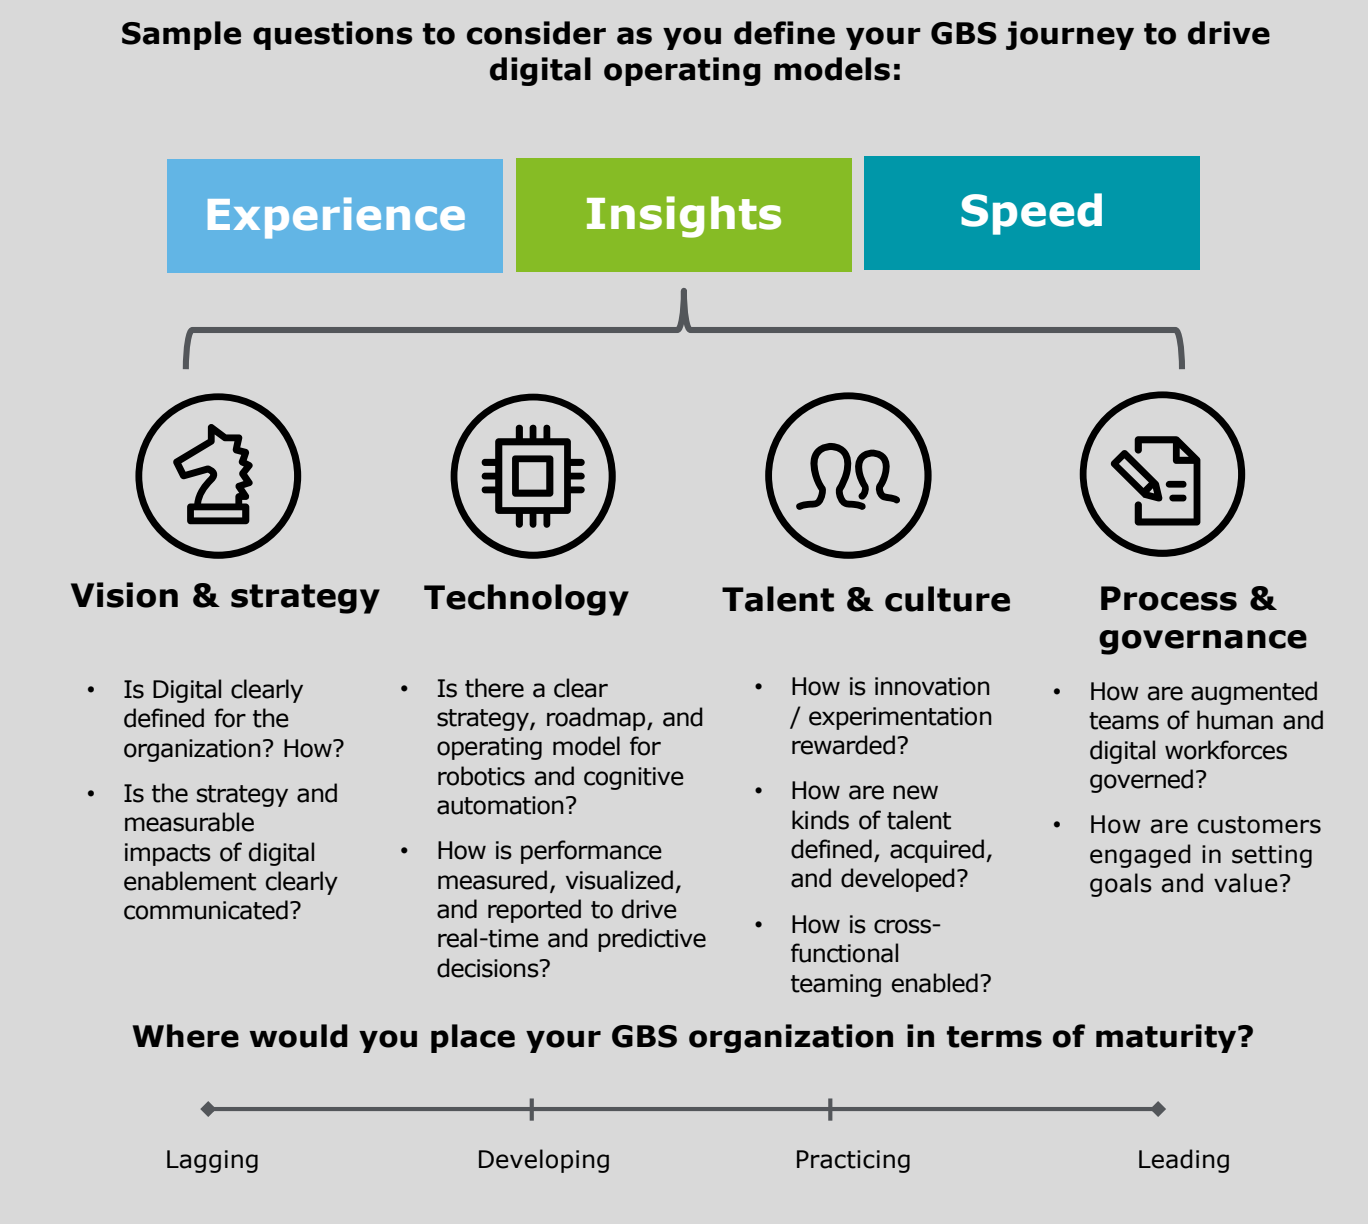 Sample questions to consider as you define your GBS journey to drive
digital operating models:
Experience
Insights
Speed
Vision & strategy
• Is Digital clearly
defined for the
organization? How?
• Is the strategy and
measurable
impacts of digital
enablement clearly
communicated?
Technology
• Is there a clear
strategy, roadmap, and
operating model for
robotics and cognitive
automation?
• How is performance
measured, visualized,
and reported to drive
real-time and predictive
decisions?
Talent & culture
• How is innovation
/ experimentation
rewarded?
• How are new
kinds of talent
defined, acquired,
and developed?
• How is cross-
functional
teaming enabled?
Process &
governance
• How are augmented
teams of human and
digital workforces
governed?
• How are customers
engaged in setting
goals and value?
Where would you place your GBS organization in terms of maturity?
Lagging
Developing
Practicing
Leading